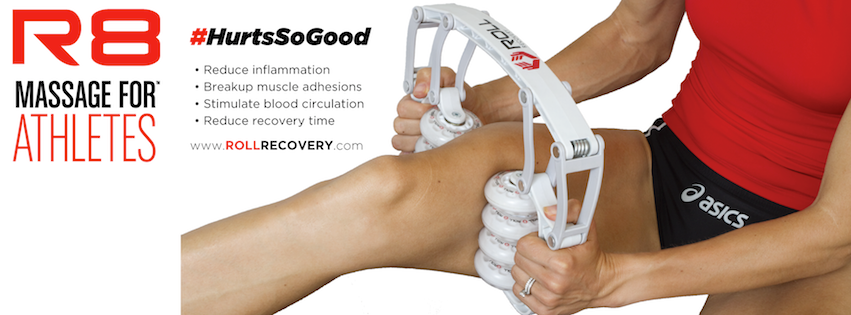 R8
MASSAGE FOR™
ATHLETES
#HurtsSoGood
• Reduce inflammation
• Breakup muscle adhesions
• Stimulate blood circulation
• Reduce recovery time
www.ROLLRECOVERY.com
ROLL
asics